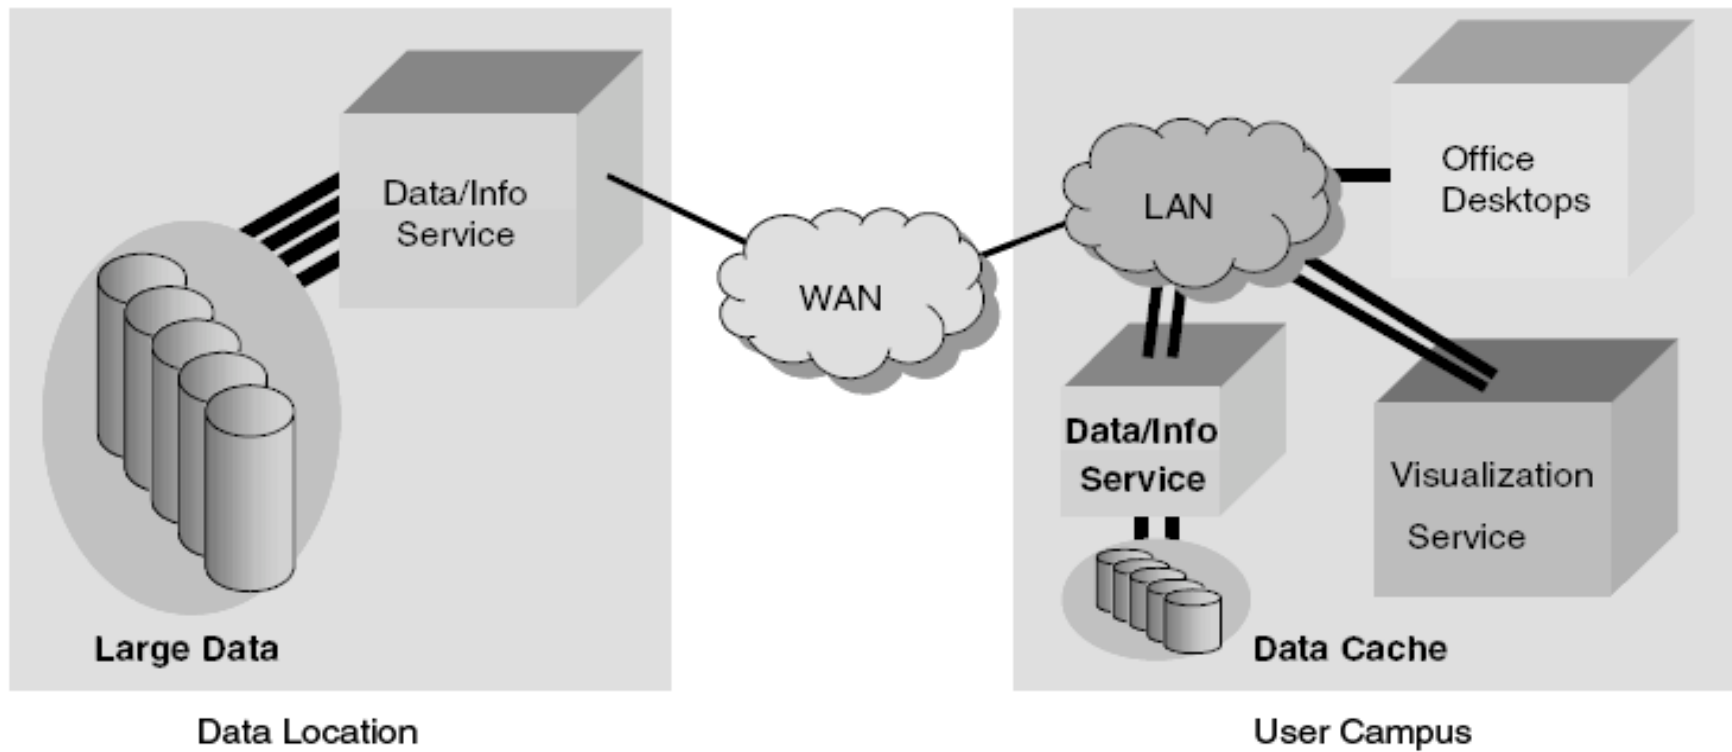 Data/Info
Service
Large Data
Data Location
WAN
LAN
Office
Desktops
Data/Info
Service
Visualization
Service
Data Cache
User Campus